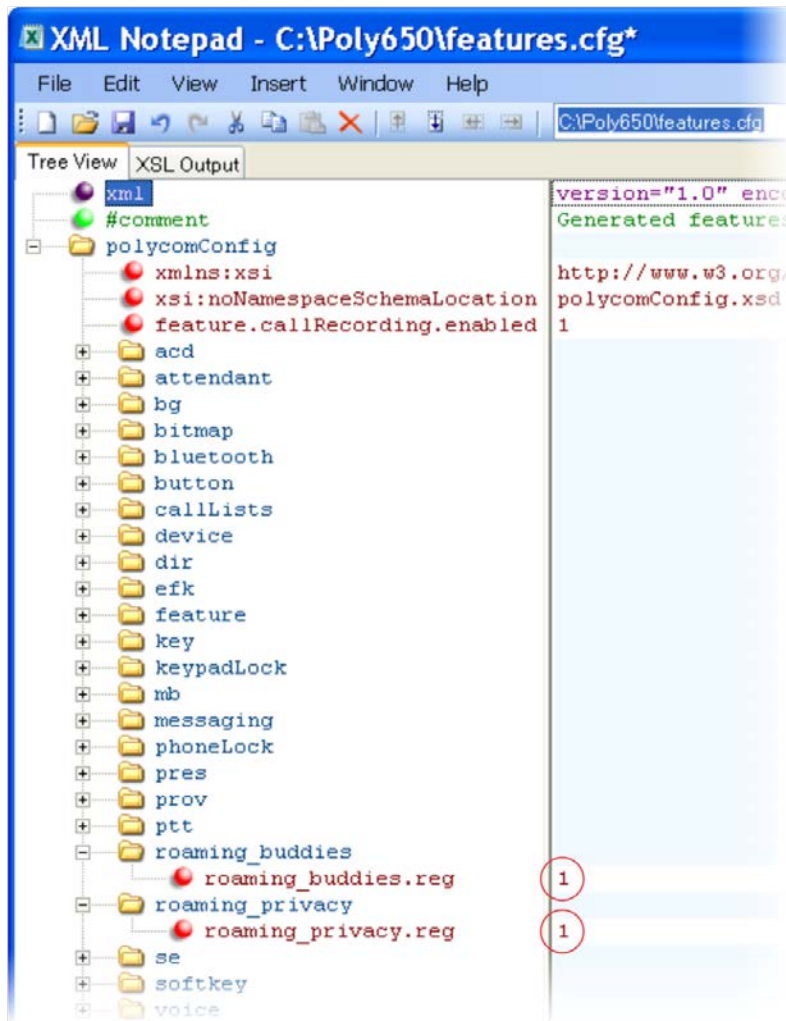 XML Notepad - C:\Poly650\features.cfg*
File Edit View Insert Window Help
C:\Poly650\features.cfg
Tree View XSL Output
xml version="1.0" enc
#comment Generated features
polycomConfig
xmlns:xsi http://www.w3.org/
xsi:noNamespaceSchemaLocation polycomConfig.xsd
feature.callRecording.enabled 1
acd
attendant
bg
bitmap
bluetooth
button
callLists
device
dir
efk
feature
key
keypadLock
mb
messaging
phoneLock
pres
prov
ptt
roaming_buddies
roaming_buddies.reg 1
roaming_privacy
roaming_privacy.reg 1
se
softkey
voice